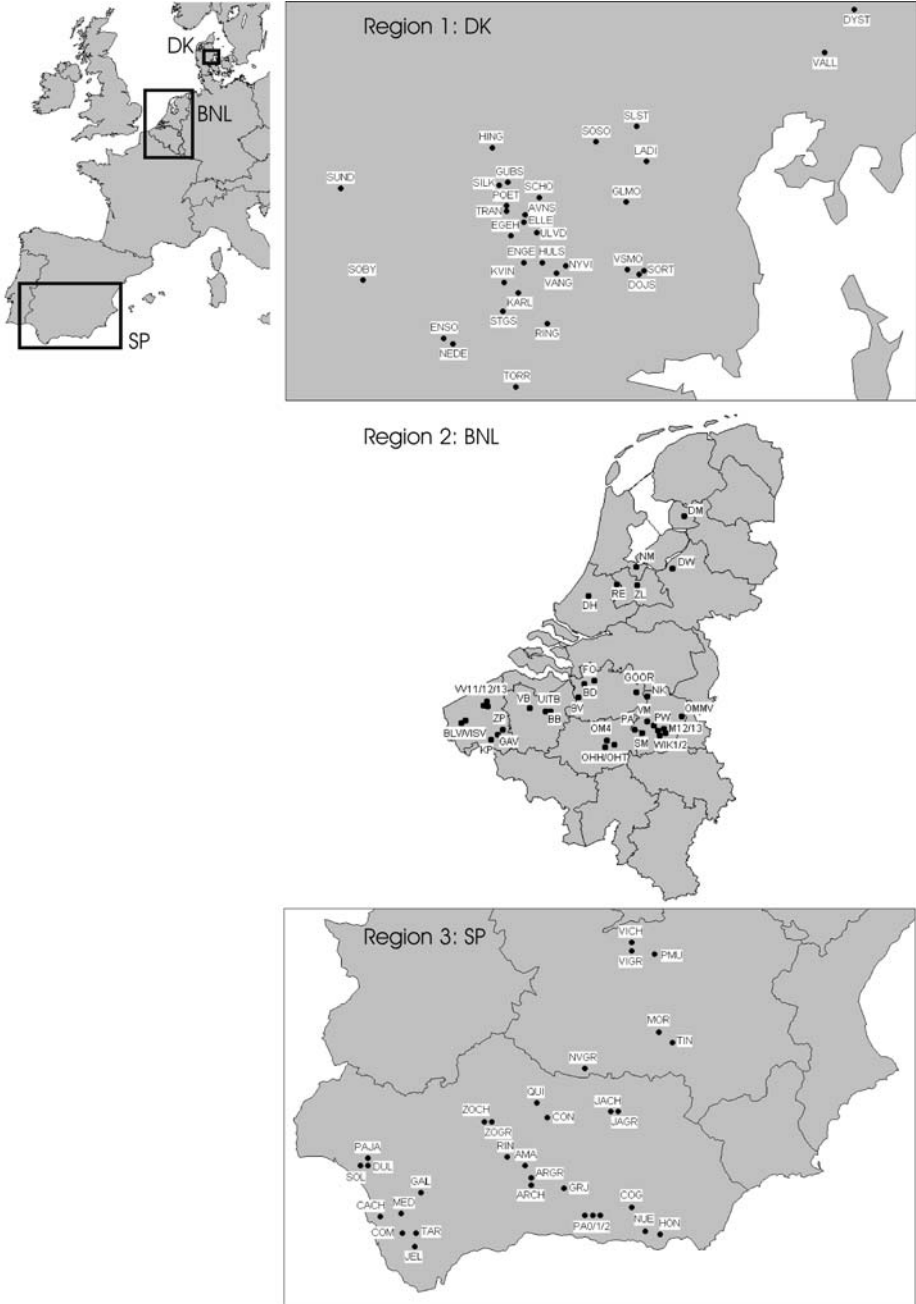 DK
BNL
SP
Region 1: DK
DYST
VALL
SLST
SOSO
HING
LADI
GUBS
SUND
SILK
SCHO
POET
GLMO
TRAN
AVNS
ELLE
EGEH
ULVD
ENGE
HULS
NYVI
VSMO
SORT
SOBY
KVIN
VANG
DOJS
KARL
STGS
ENSO
RING
NEDE
TORR
Region 2: BNL
DM
NM
DW
RE
ZL
DH
FO
GOOR
BD
NK
VV11/12/13
VB
UITB
BV
OMMV
VM
PW
BLV/VISV
ZP
BB
OM4
PA
M12/13
GAV
KP
SM
WIK1/2
OHH/OHT
Region 3: SP
VICH
VIGR
PMU
MOR
TIN
NVGR
QUI
ZOCH
CON
JACH
ZOGR
JAGR
PAJA
RIN
AMA
SOL
DUL
ARGR
GAL
ARCH
GRJ
CACH
MED
COG
COM
TAR
PA0/1/2
NUE
HON
JEL